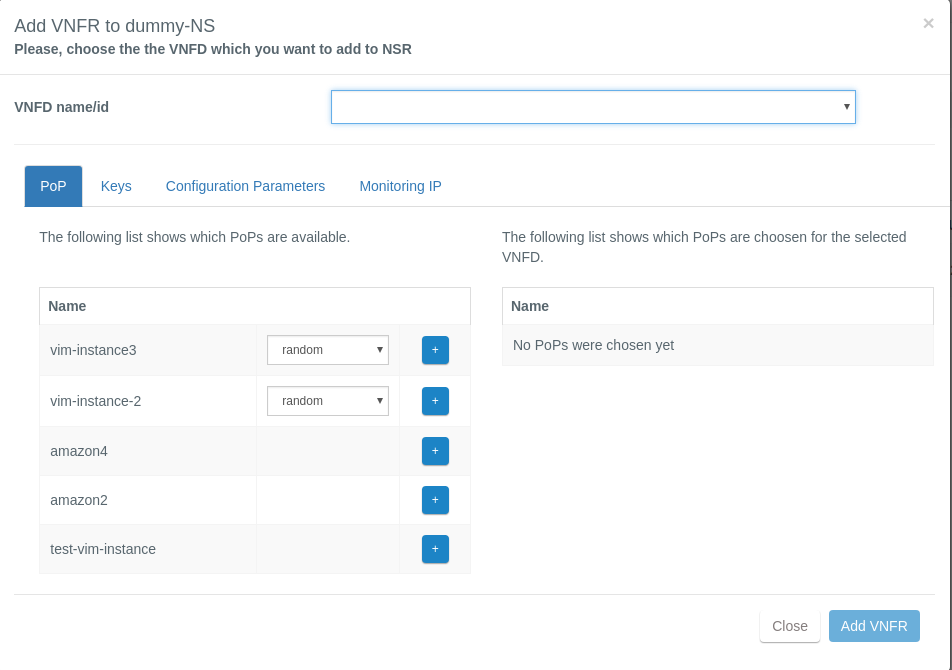 Add VNFR to dummy-NS
×
Please, choose the the VNFD which you want to add to NSR
VNFD name/id
PoP Keys Configuration Parameters Monitoring IP
The following list shows which PoPs are available.
Name
vim-instance3 random +
vim-instance-2 random +
amazon4 +
amazon2 +
test-vim-instance +
The following list shows which PoPs are choosen for the selected
VNFD.
Name
No PoPs were chosen yet
Close Add VNFR